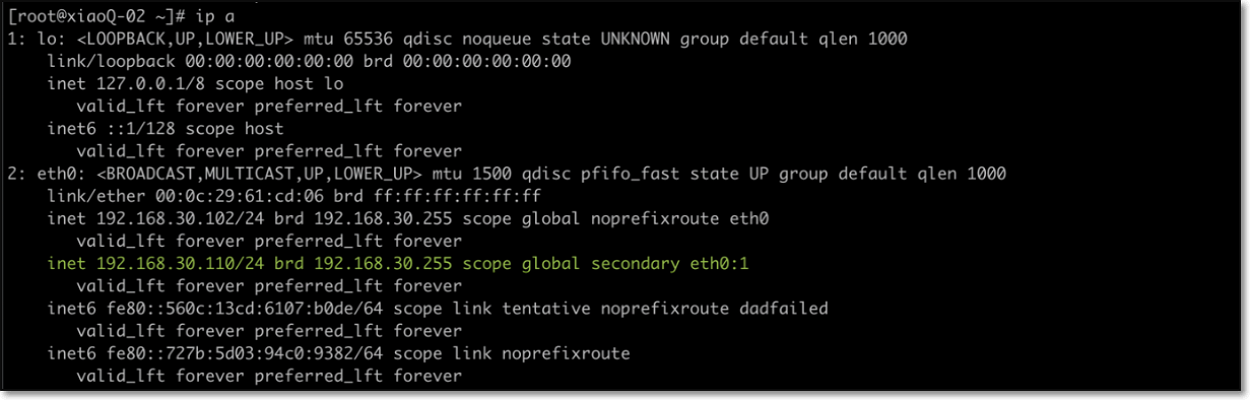 [root@xiaoQ-02 ~]# ip a
1: lo: <LOOPBACK,UP,LOWER_UP> mtu 65536 qdisc noqueue state UNKNOWN group default qlen 1000
    link/loopback 00:00:00:00:00:00 brd 00:00:00:00:00:00
    inet 127.0.0.1/8 scope host lo
       valid_lft forever preferred_lft forever
    inet6 ::1/128 scope host
       valid_lft forever preferred_lft forever
2: eth0: <BROADCAST,MULTICAST,UP,LOWER_UP> mtu 1500 qdisc pfifo_fast state UP group default qlen 1000
    link/ether 00:0c:29:61:cd:06 brd ff:ff:ff:ff:ff:ff
    inet 192.168.30.102/24 brd 192.168.30.255 scope global noprefixroute eth0
       valid_lft forever preferred_lft forever
    inet 192.168.30.110/24 brd 192.168.30.255 scope global secondary eth0:1
       valid_lft forever preferred_lft forever
    inet6 fe80::560c:13cd:6107:b0de/64 scope link tentative noprefixroute dadfailed
       valid_lft forever preferred_lft forever
    inet6 fe80::727b:5d03:94c0:9382/64 scope link noprefixroute
       valid_lft forever preferred_lft forever